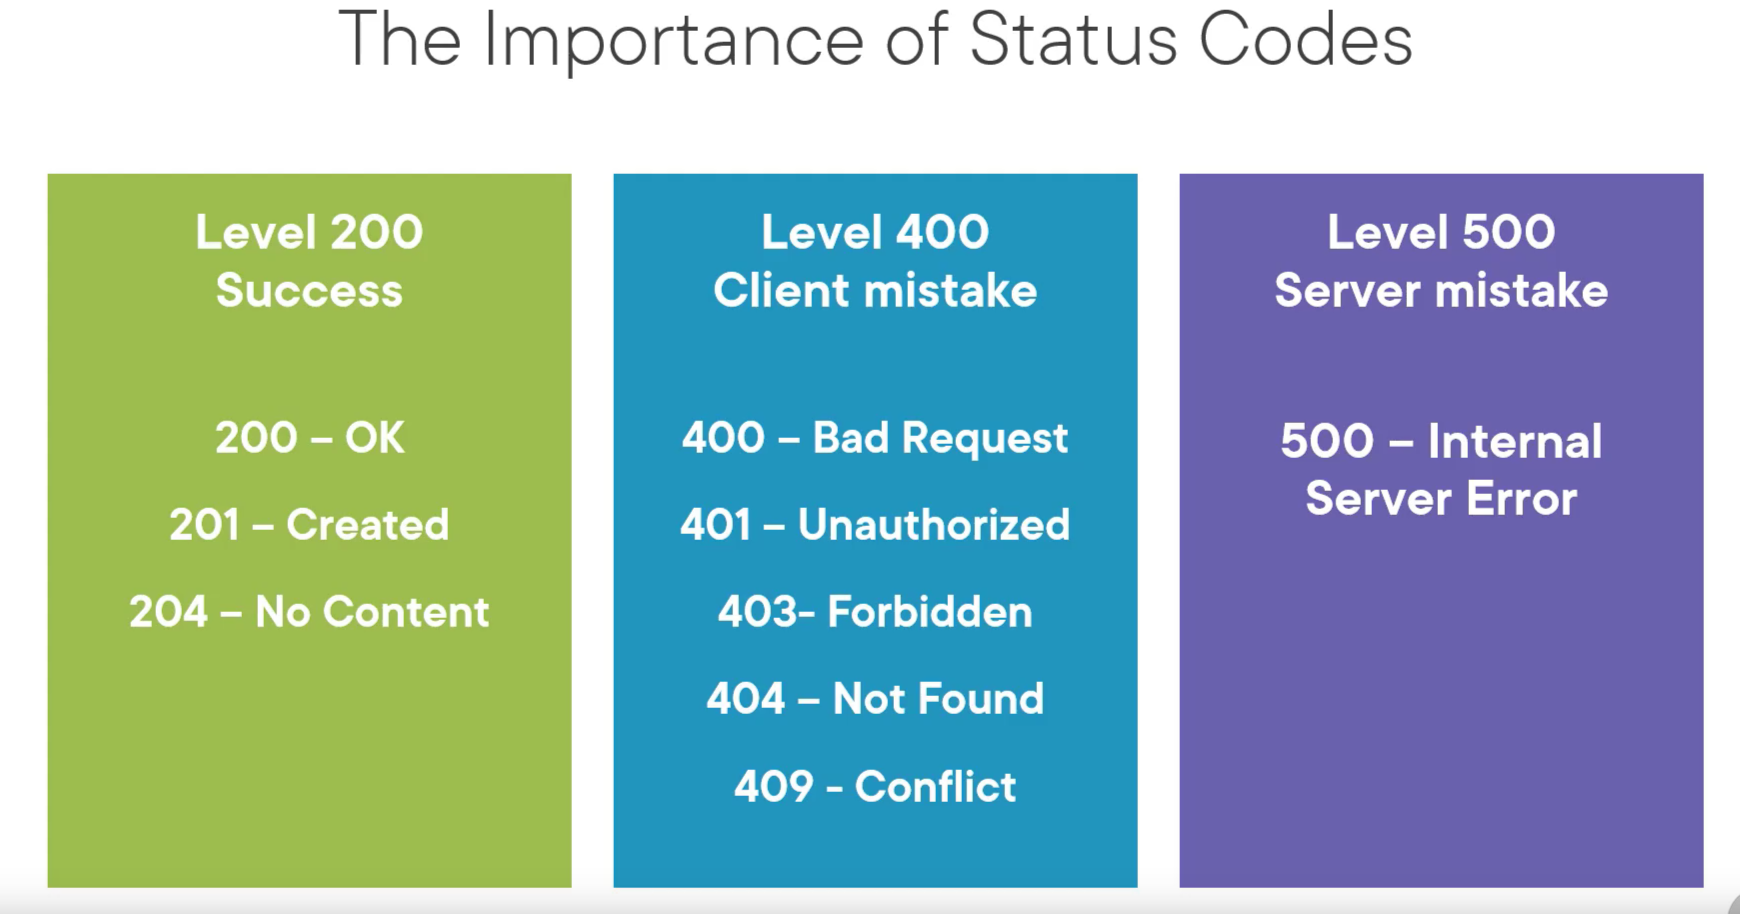 The Importance of Status Codes
Level 200
Success
200 – OK
201 – Created
204 – No Content
Level 400
Client mistake
400 – Bad Request
401 – Unauthorized
403- Forbidden
404 – Not Found
409 - Conflict
Level 500
Server mistake
500 – Internal
Server Error